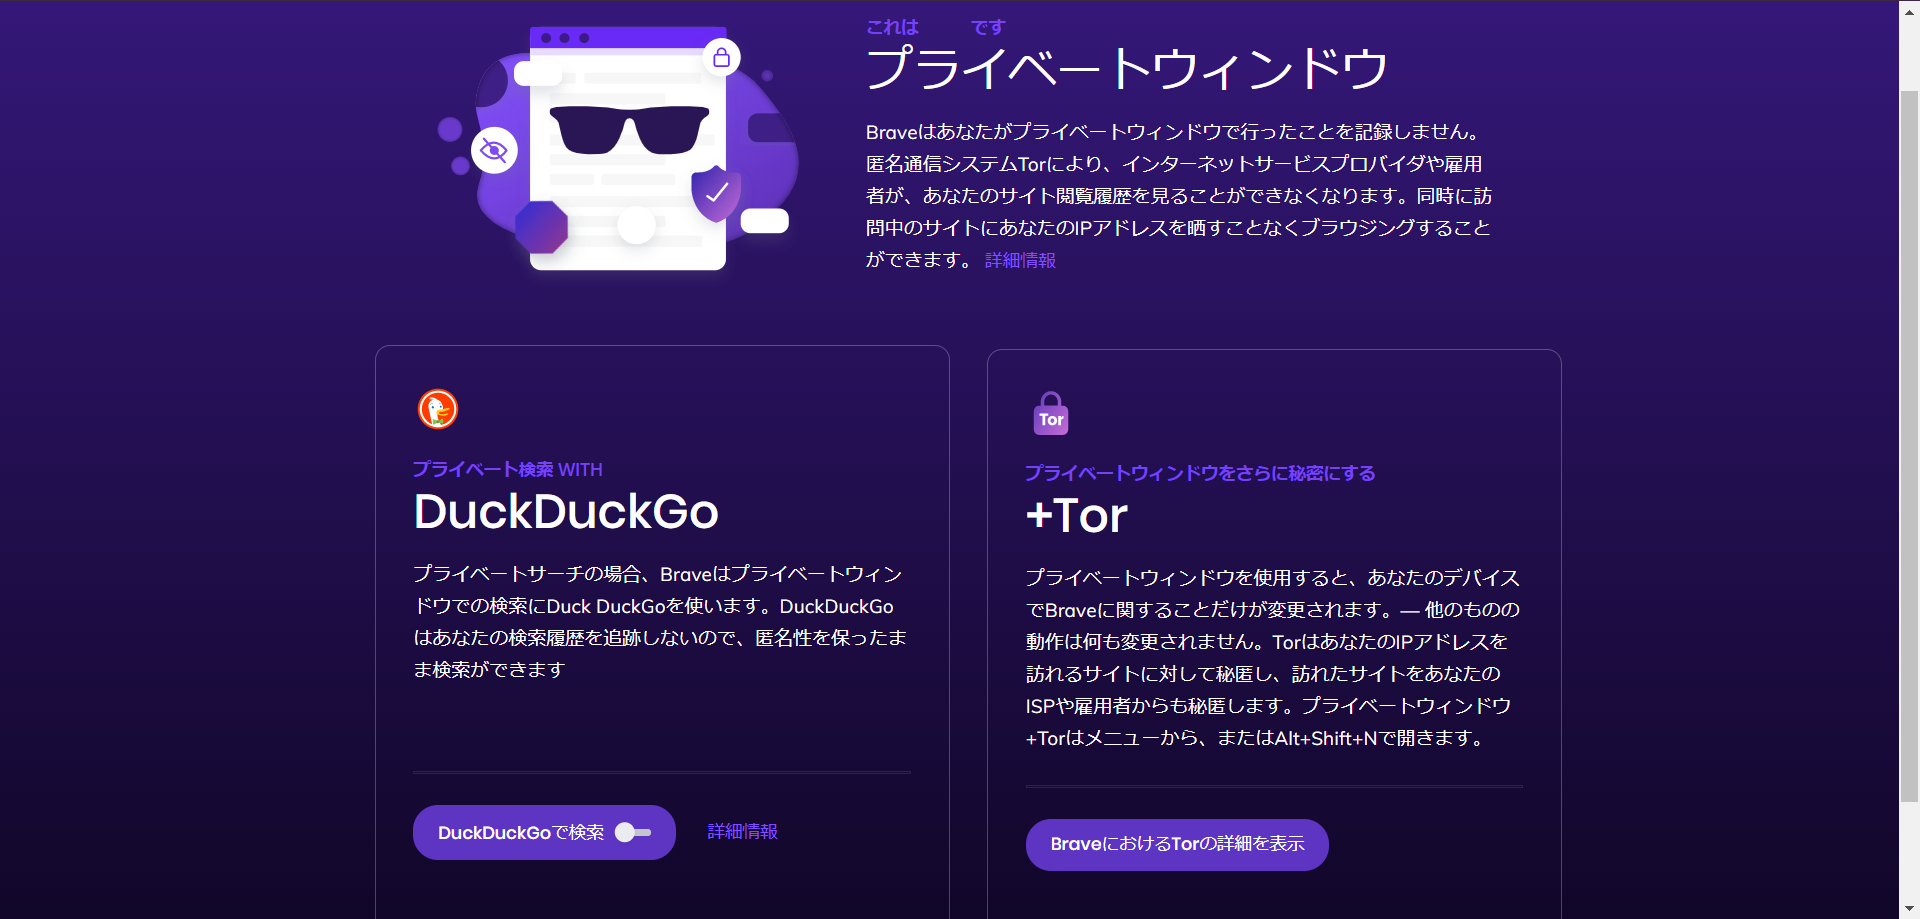 これは です
プライベートウィンドウ
Braveはあなたがプライベートウィンドウで行ったことを記録しません。
匿名通信システムTorにより、インターネットサービスプロバイダや雇用
者が、あなたのサイト閲覧履歴を見ることができなくなります。同時に訪
問中のサイトにあなたのIPアドレスを晒すことなくブラウジングすること
ができます。 詳細情報
プライベート検索 WITH
DuckDuckGo
プライベートサーチの場合、Braveはプライベートウィン
ドウでの検索にDuck DuckGoを使います。DuckDuckGo
はあなたの検索履歴を追跡しないので、匿名性を保ったま
ま検索ができます
DuckDuckGoで検索 詳細情報
Tor
プライベートウィンドウをさらに秘密にする
+Tor
プライベートウィンドウを使用すると、あなたのデバイス
でBraveに関することだけが変更されます。— 他のものの
動作は何も変更されません。TorはあなたのIPアドレスを
訪れるサイトに対して秘匿し、訪れたサイトをあなたの
ISPや雇用者からも秘匿します。プライベートウィンドウ
+Torはメニューから、またはAlt+Shift+Nで開きます。
BraveにおけるTorの詳細を表示